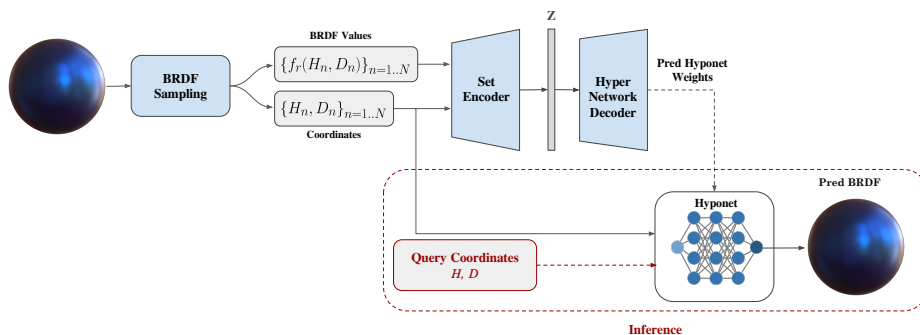 Z
BRDF Values
BRDF
Sampling
{f_r(H_n, D_n)}_{n=1..N}
{H_n, D_n}_{n=1..N}
Coordinates
Set
Encoder
Hyper
Network
Decoder
Pred Hyponet
Weights
Pred BRDF
Hyponet
Query Coordinates
H, D
Inference